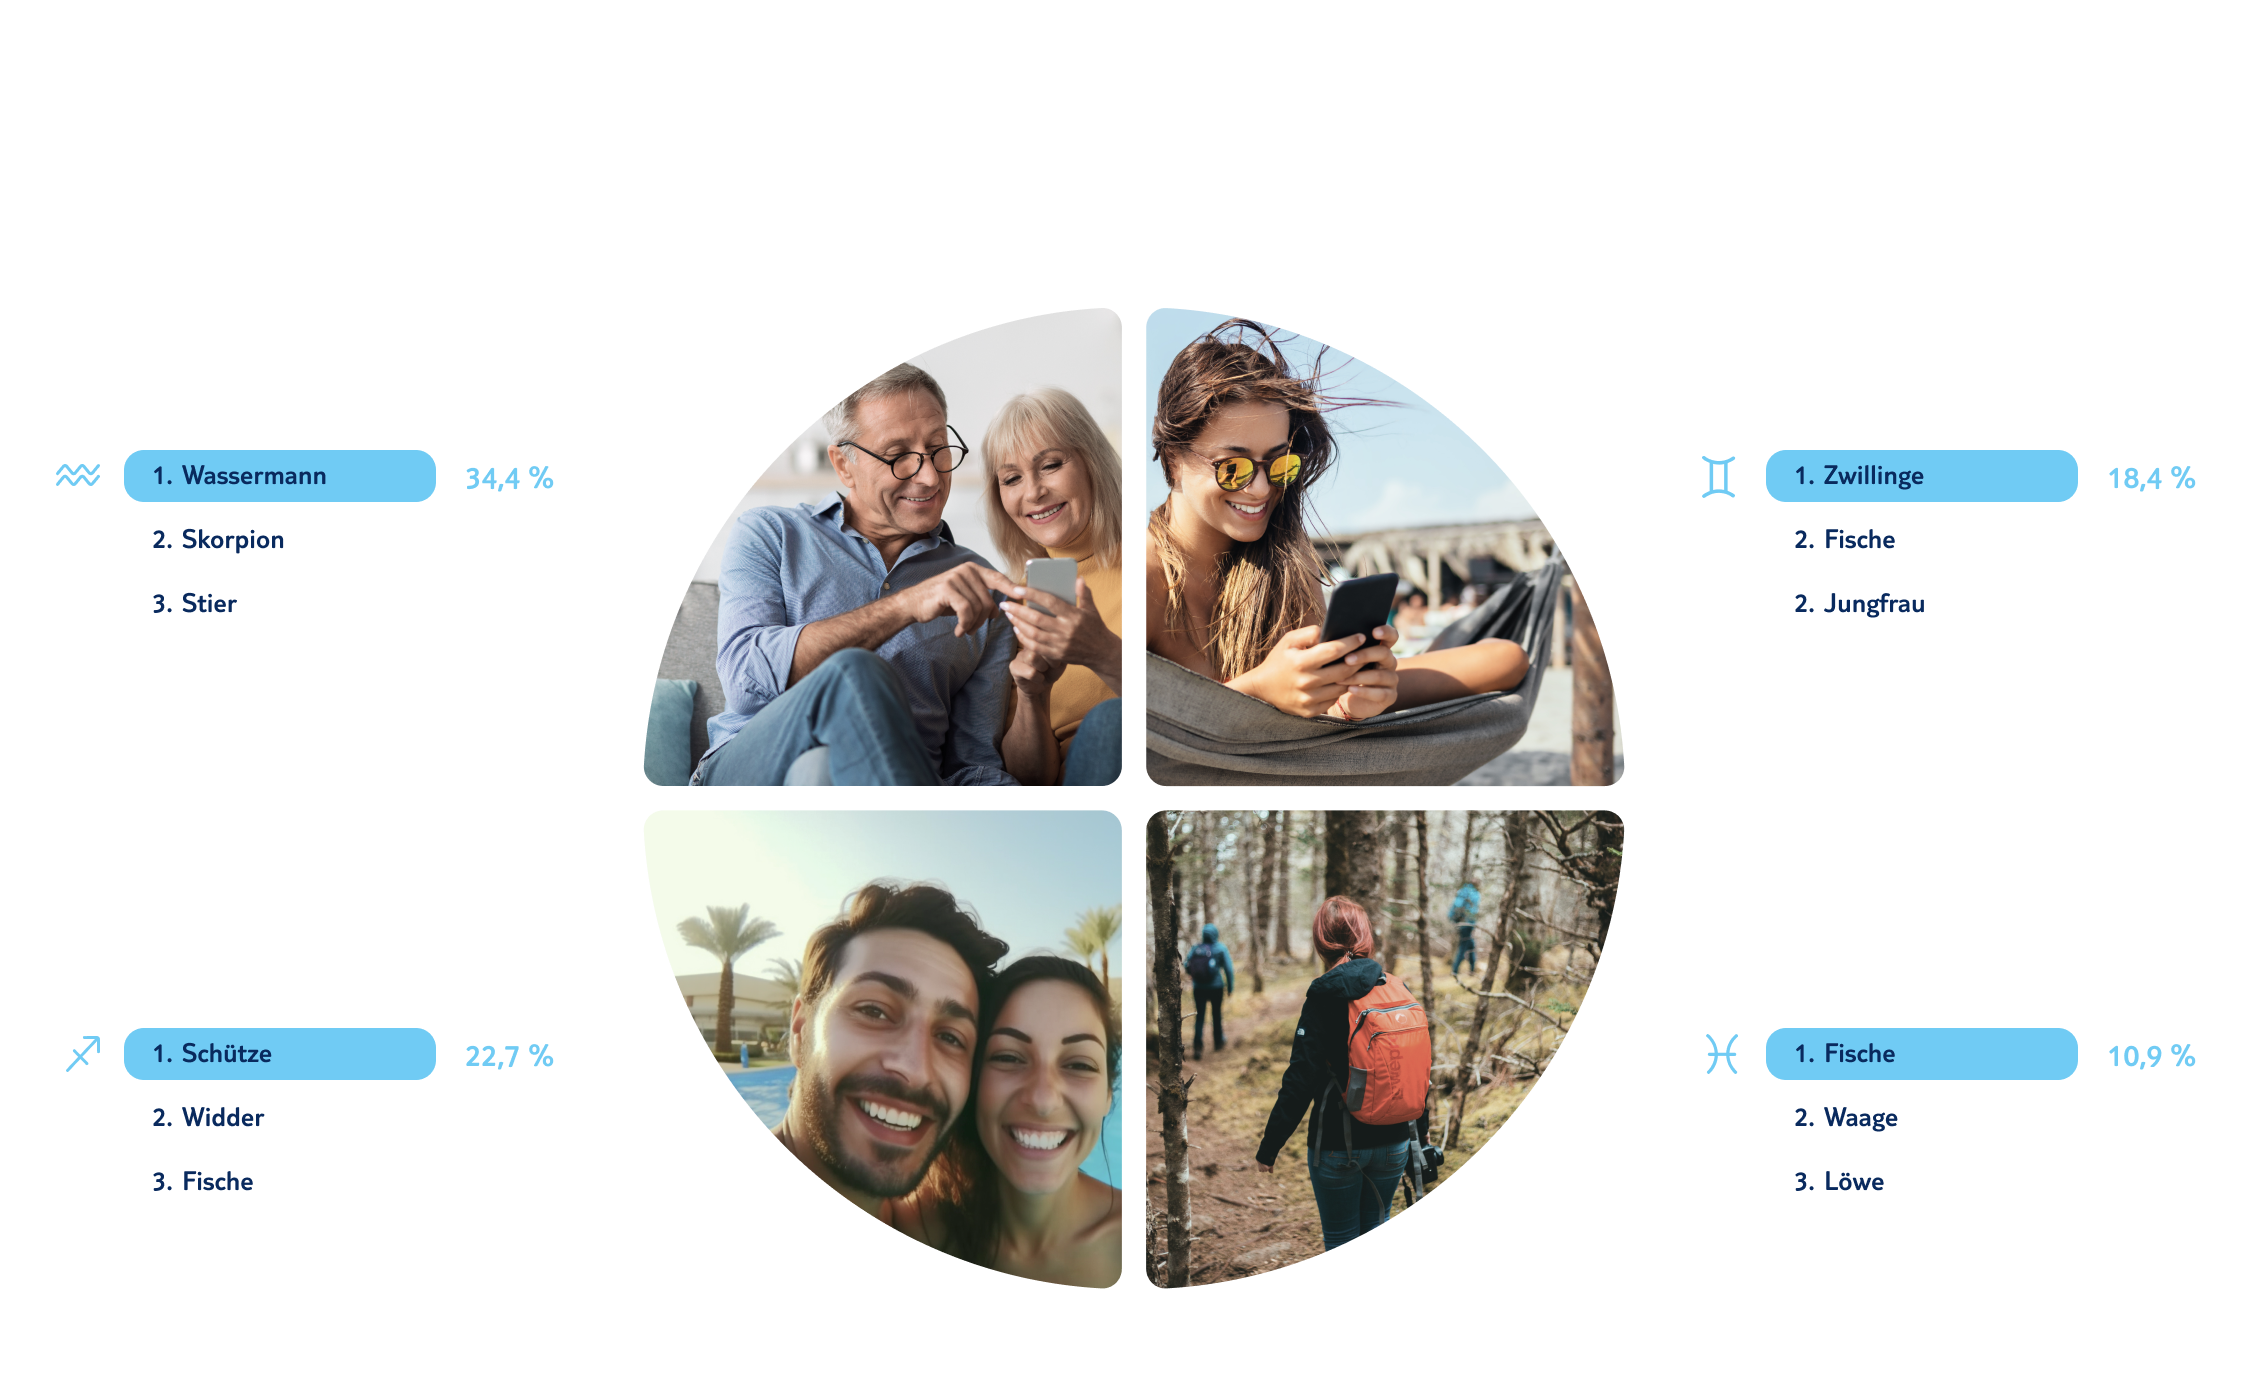 1. Wassermann
34,4 %
2. Skorpion
3. Stier
1. Zwillinge
18,4 %
2. Fische
2. Jungfrau
1. Schütze
22,7 %
2. Widder
3. Fische
1. Fische
10,9 %
2. Waage
3. Löwe